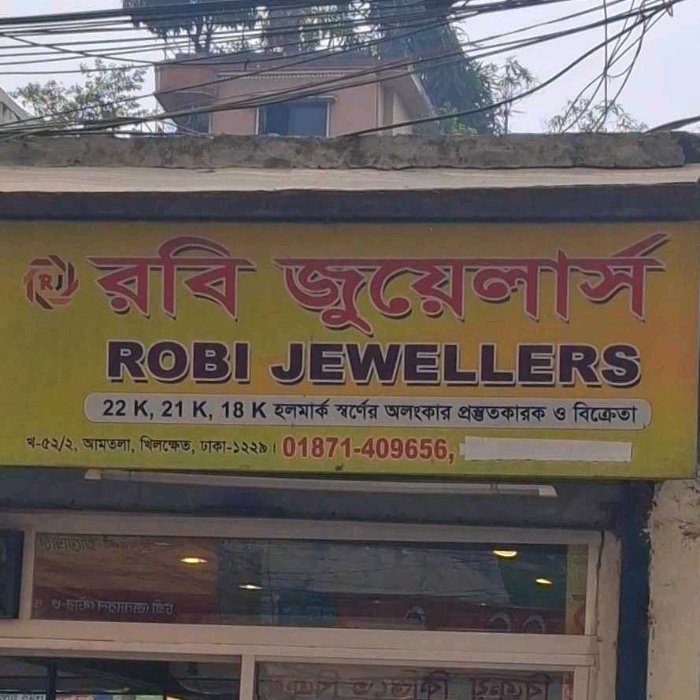 রবি জুয়েলার্স
ROBI JEWELLERS
22 K, 21 K, 18 K হলমার্ক স্বর্ণের অলংকার প্রস্তুতকারক ও বিক্রেতা
খ-৫২/২, আমতলা, খিলক্ষেত, ঢাকা-১২২৯। 01871-409656,